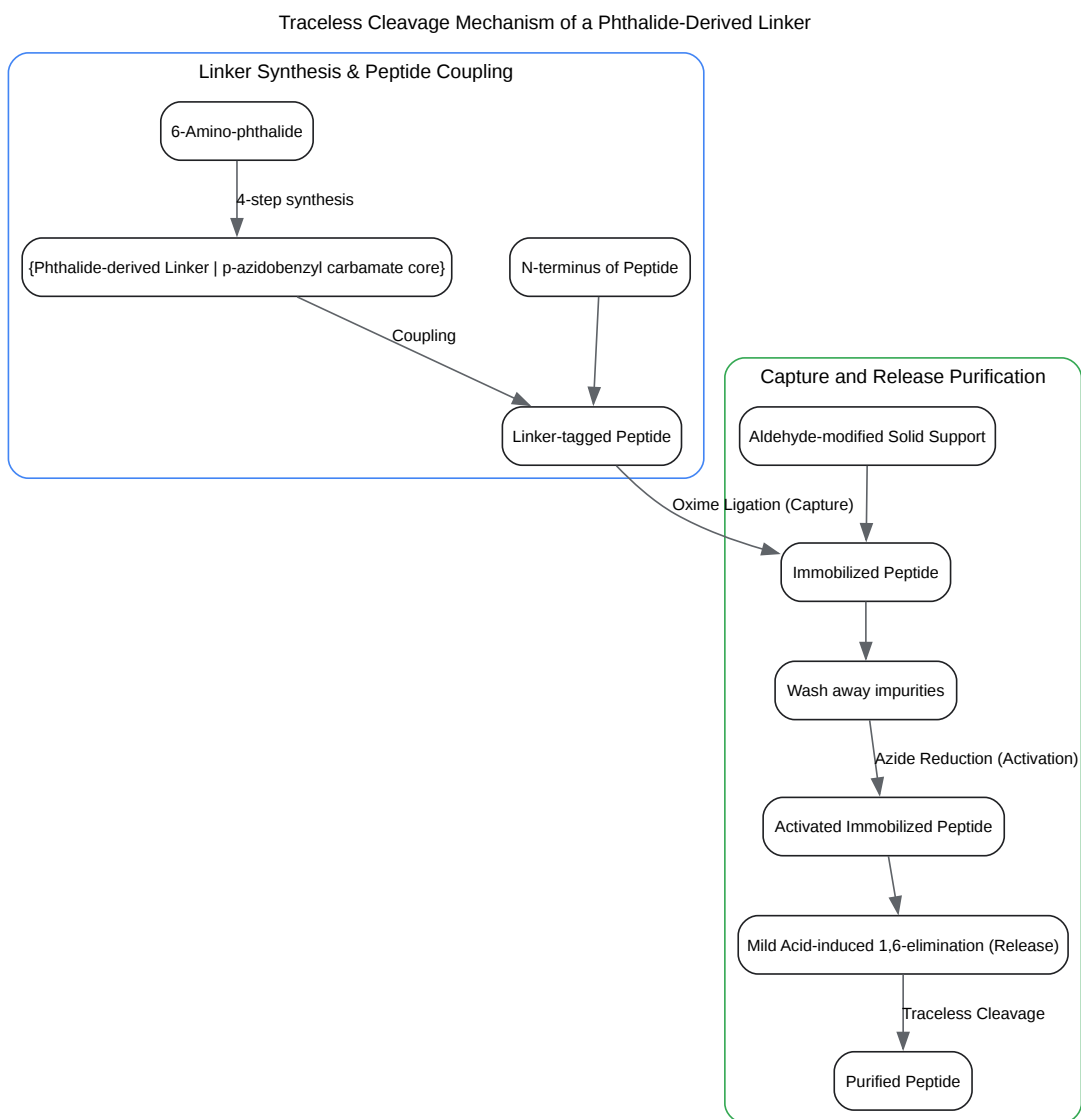 Traceless Cleavage Mechanism of a Phthalide-Derived Linker
Linker Synthesis & Peptide Coupling
6-Amino-phthalide
4-step synthesis
{Phthalide-derived Linker | p-azidobenzyl carbamate core}
N-terminus of Peptide
Coupling
Linker-tagged Peptide
Capture and Release Purification
Aldehyde-modified Solid Support
Oxime Ligation (Capture)
Immobilized Peptide
Wash away impurities
Azide Reduction (Activation)
Activated Immobilized Peptide
Mild Acid-induced 1,6-elimination (Release)
Traceless Cleavage
Purified Peptide